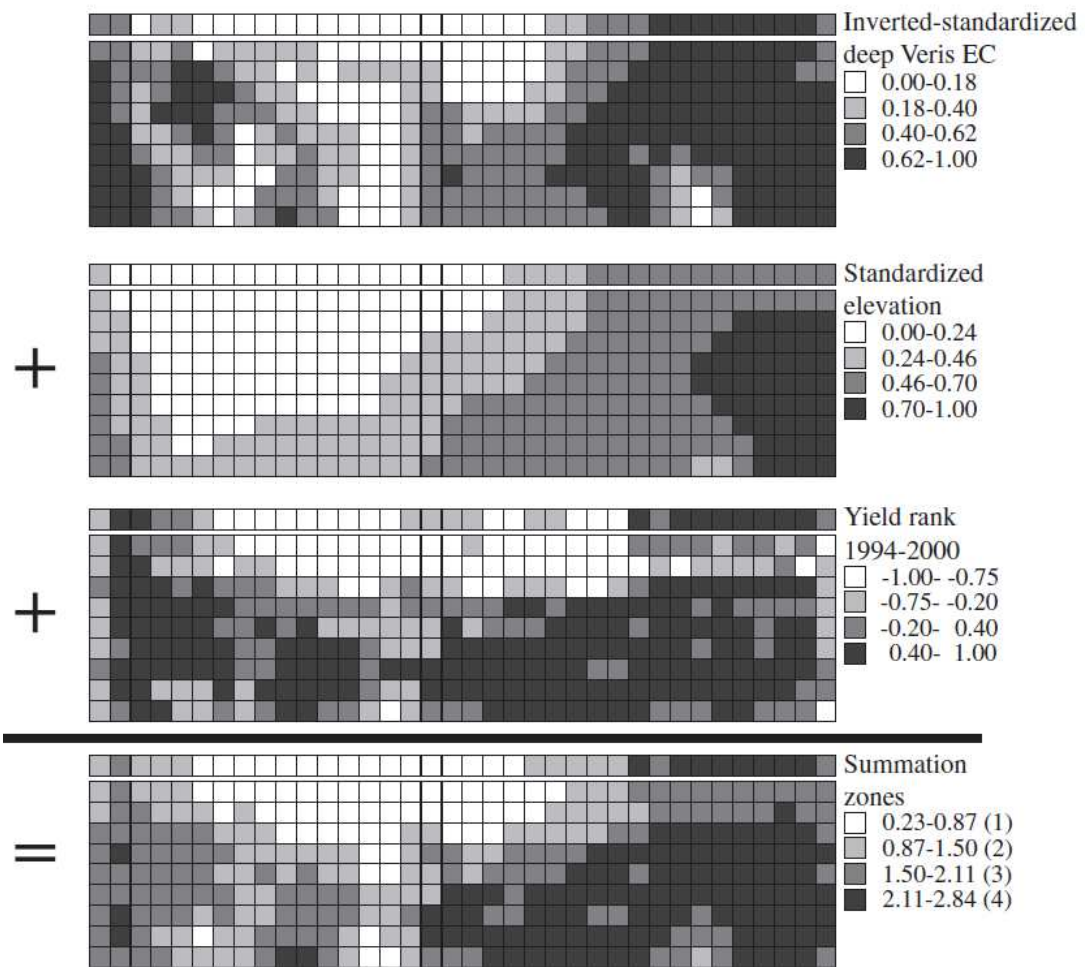 Inverted-standardized
deep Veris EC
0.00-0.18
0.18-0.40
0.40-0.62
0.62-1.00
+
Standardized
elevation
0.00-0.24
0.24-0.46
0.46-0.70
0.70-1.00
+
Yield rank
1994-2000
-1.00- -0.75
-0.75- -0.20
-0.20- 0.40
0.40- 1.00
=
Summation
zones
0.23-0.87 (1)
0.87-1.50 (2)
1.50-2.11 (3)
2.11-2.84 (4)